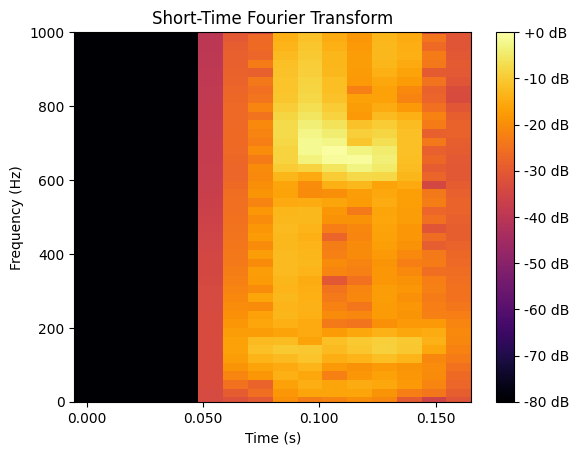 Short-Time Fourier Transform
1000
800
600
400
200
0
Frequency (Hz)
0.000
0.050
0.100
0.150
Time (s)
+0 dB
-10 dB
-20 dB
-30 dB
-40 dB
-50 dB
-60 dB
-70 dB
-80 dB